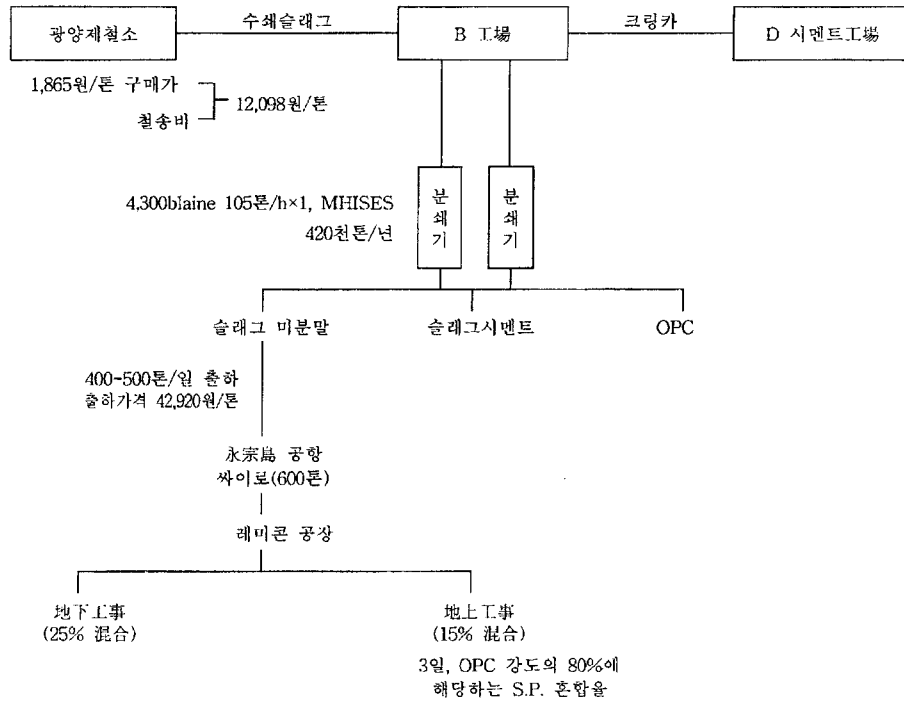 광양제철소
수쇄슬래그
B 工場
크링카
D 시멘트工場
1,865원/톤 구매가
철송비
12,098원/톤
4,300blaine 105톤/h×1, MHISES
420천톤/년
분쇄기
분쇄기
슬래그 미분말
슬래그시멘트
OPC
400-500톤/일 출하
출하가격 42,920원/톤
永宗島 공항
싸이로(600톤)
레미콘 공장
地下工事
(25% 混合)
地上工事
(15% 混合)
3일, OPC 강도의 80%에
해당하는 S.P. 혼합율